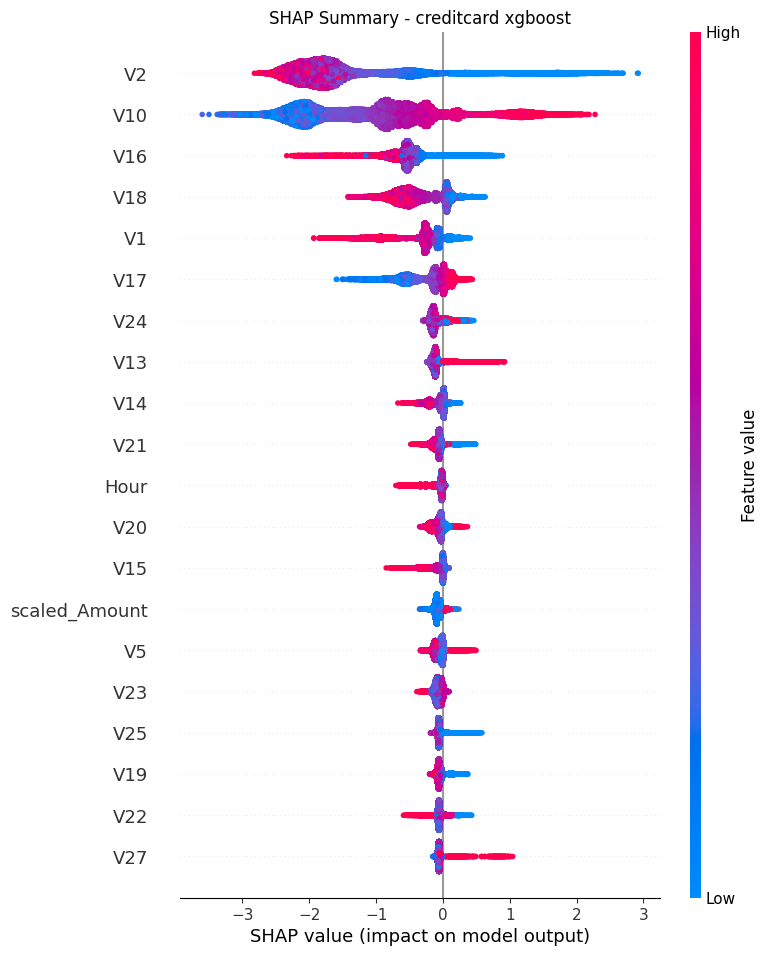 SHAP Summary - creditcard xgboost
High
V2
V10
V16
V18
V1
V17
V24
V13
V14
V21
Hour
V20
V15
scaled_Amount
V5
V23
V25
V19
V22
V27
Feature value
Low
−3 −2 −1 0 1 2 3
SHAP value (impact on model output)